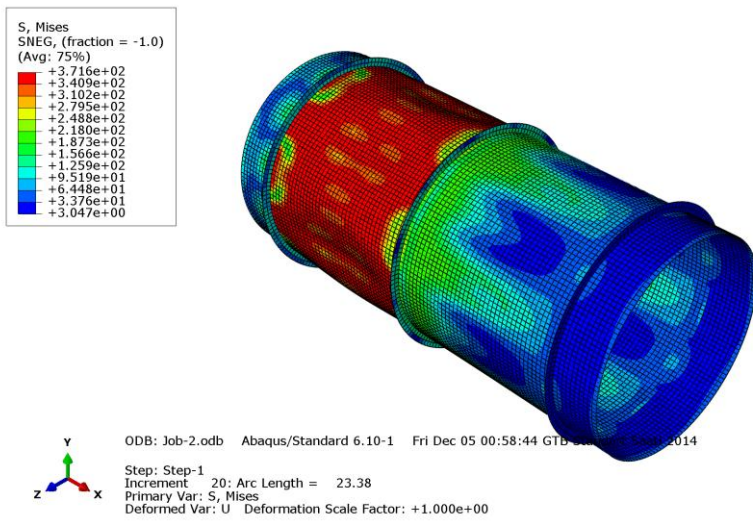 S, Mises
SNEG, (fraction = -1.0)
(Avg: 75%)
+3.716e+02
+3.409e+02
+3.102e+02
+2.795e+02
+2.488e+02
+2.180e+02
+1.873e+02
+1.566e+02
+1.259e+02
+9.519e+01
+6.448e+01
+3.376e+01
+3.047e+00
ODB: Job-2.odb Abaqus/Standard 6.10-1 Fri Dec 05 00:58:44 GTB 2014
Y
Z
X
Step: Step-1
Increment 20: Arc Length = 23.38
Primary Var: S, Mises
Deformed Var: U Deformation Scale Factor: +1.000e+00